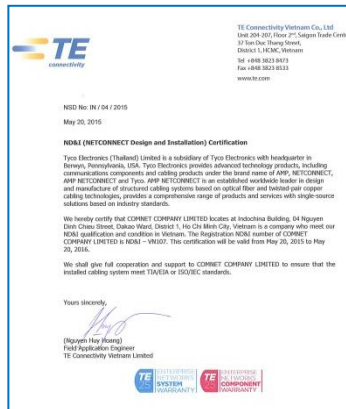 TE Connectivity Vietnam Co., Ltd
Unit 204-207, Floor 2nd, Saigon Trade Center
37 Ton Duc Thang Street,
District 1, HCMC, Vietnam
Tel +848 3823 8473
Fax +848 3823 8533
www.te.com
TE
connectivity
NSD No: IN / 04 / 2015
May 20, 2015
ND&I (NETCONNECT Design and Installation) Certification
Tyco Electronics (Thailand) Limited is a subsidiary of Tyco Electronics with headquarter in
Berwyn, Pennsylvania, USA. Tyco Electronics provides advanced technology products, including
communications components and cabling products under the brand name of AMP, NETCONNECT,
AMP NETCONNECT and Tyco. AMP NETCONNECT is an established worldwide leader in design
and manufacture of structured cabling systems based on optical fiber and twisted-pair copper
cabling technologies, provides a comprehensive range of products and services with single-source
solutions based on industry standards.
We hereby certify that COMNET COMPANY LIMITED locates at Indochina Building, 04 Nguyen
Dinh Chieu Street, Dakao Ward, District 1, Ho Chi Minh City, Vietnam is a company who meet our
ND&I qualification and condition in Vietnam. The Registration ND&I number of COMNET
COMPANY LIMITED is ND&I – VN107. This certification will be valid from May 20, 2015 to May
20, 2016.
We shall give full cooperation and support to COMNET COMPANY LIMITED to ensure that the
installed cabling system meet TIA/EIA or ISO/IEC standards.
Yours sincerely,
(Nguyen Huy Hoang)
Field Application Engineer
TE Connectivity Vietnam Limited
TE
25
ENTERPRISE
NETWORKS
SYSTEM
WARRANTY
TE
25
ENTERPRISE
NETWORKS
COMPONENT
WARRANTY